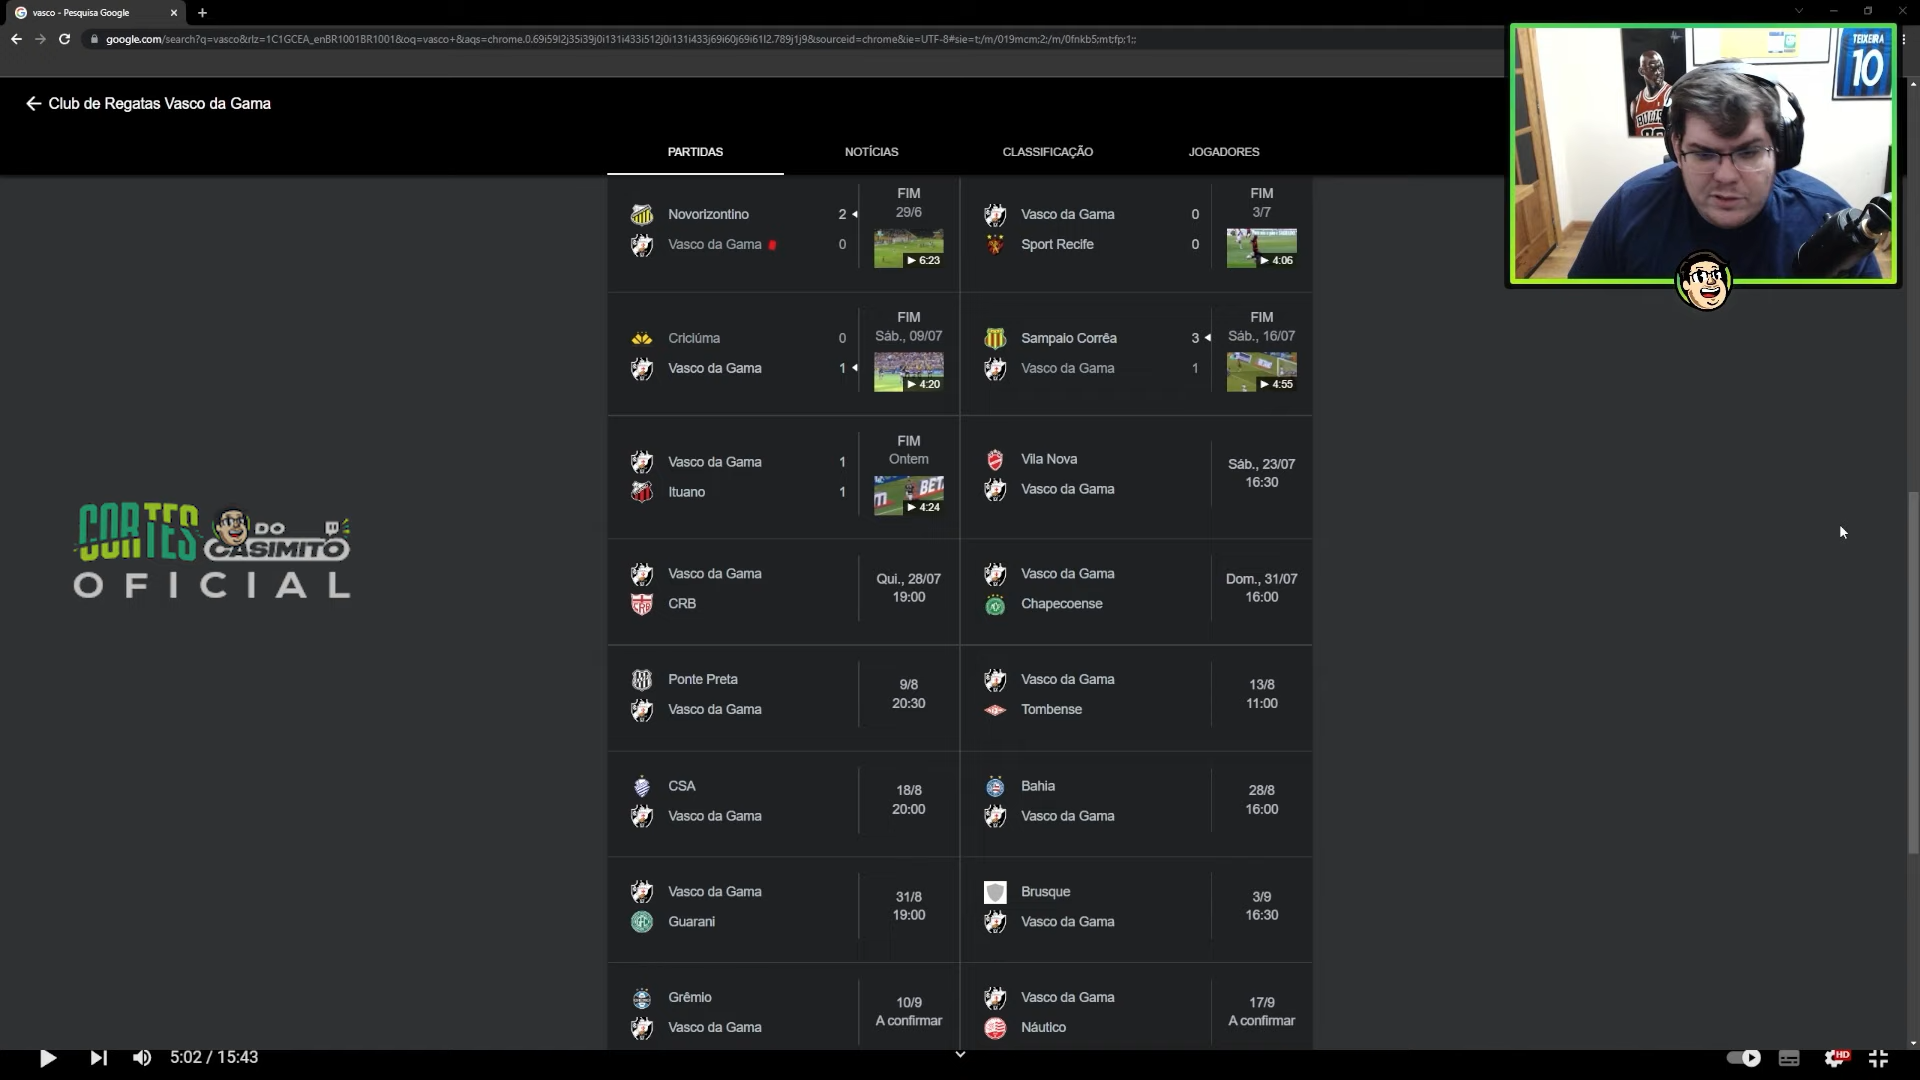 vasco - Pesquisa Google
google.com/search?q=vasco&rlz=1C1GCEA_enBR1001BR1001&oq=vasco+&aqs=chrome.0.69i59l2j35i39j0i131i433i512j0i131i433j69i60j69i61l2.789j1j9&sourceid=chrome&ie=UTF-8#sie=t;/m/019mcm;2;/m/0fnkb5;mt;fp;1;;
TEIXEIRA
10
BULLS
Club de Regatas Vasco da Gama
PARTIDAS NOTÍCIAS CLASSIFICAÇÃO JOGADORES
Novorizontino 2
Vasco da Gama 0
FIM
29/6
6:23
Vasco da Gama 0
Sport Recife 0
FIM
3/7
4:06
Criciúma 0
Vasco da Gama 1
FIM
Sáb., 09/07
4:20
Sampaio Corrêa 3
Vasco da Gama 1
FIM
Sáb., 16/07
4:55
Vasco da Gama 1
Ituano 1
FIM
Ontem
4:24
Vila Nova
Vasco da Gama
Sáb., 23/07
16:30
Vasco da Gama
CRB
Qui., 28/07
19:00
Vasco da Gama
Chapecoense
Dom., 31/07
16:00
Ponte Preta
Vasco da Gama
9/8
20:30
Vasco da Gama
Tombense
13/8
11:00
CSA
Vasco da Gama
18/8
20:00
Bahia
Vasco da Gama
28/8
16:00
Vasco da Gama
Guarani
31/8
19:00
Brusque
Vasco da Gama
3/9
16:30
Grêmio
Vasco da Gama
10/9
A confirmar
Vasco da Gama
Náutico
17/9
A confirmar
CORTES DO
CASIMITO
OFICIAL
5:02 / 15:43
HD